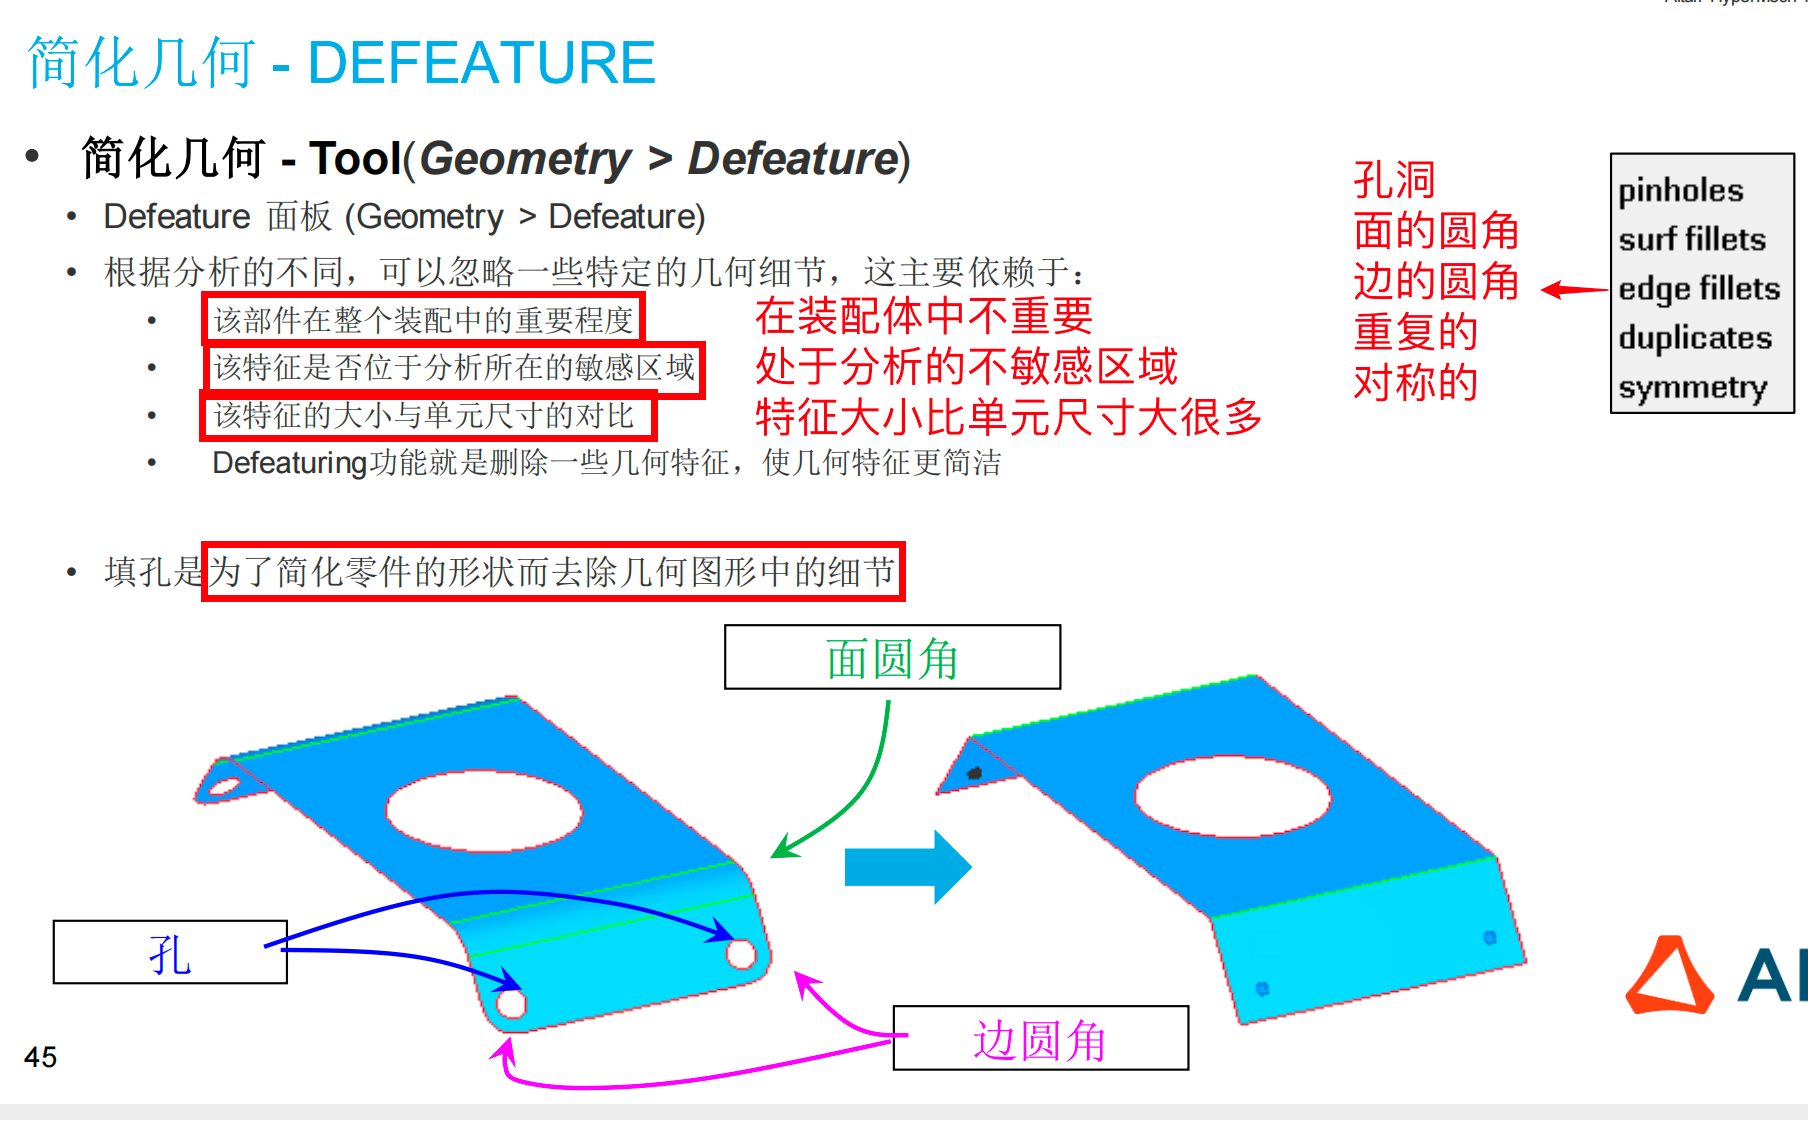 简化几何 - DEFEATURE
• 简化几何 - Tool(Geometry > Defeature)
• Defeature 面板 (Geometry > Defeature)
• 根据分析的不同，可以忽略一些特定的几何细节，这主要依赖于：
• 该部件在整个装配中的重要程度
• 该特征是否位于分析所在的敏感区域
• 该特征的大小与单元尺寸的对比
• Defeaturing功能就是删除一些几何特征，使几何特征更简洁
在装配体中不重要
处于分析的不敏感区域
特征大小比单元尺寸大很多
孔洞
面的圆角
边的圆角
重复的
对称的
pinholes
surf fillets
edge fillets
duplicates
symmetry
• 填孔是为了简化零件的形状而去除几何图形中的细节
面圆角
孔
边圆角
45